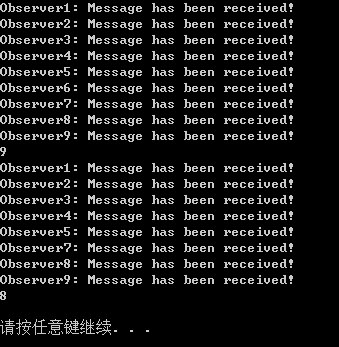 Observer1: Message has been received!
Observer2: Message has been received!
Observer3: Message has been received!
Observer4: Message has been received!
Observer5: Message has been received!
Observer6: Message has been received!
Observer7: Message has been received!
Observer8: Message has been received!
Observer9: Message has been received!
9
Observer1: Message has been received!
Observer2: Message has been received!
Observer3: Message has been received!
Observer4: Message has been received!
Observer5: Message has been received!
Observer7: Message has been received!
Observer8: Message has been received!
Observer9: Message has been received!
8
请按任意键继续. . .